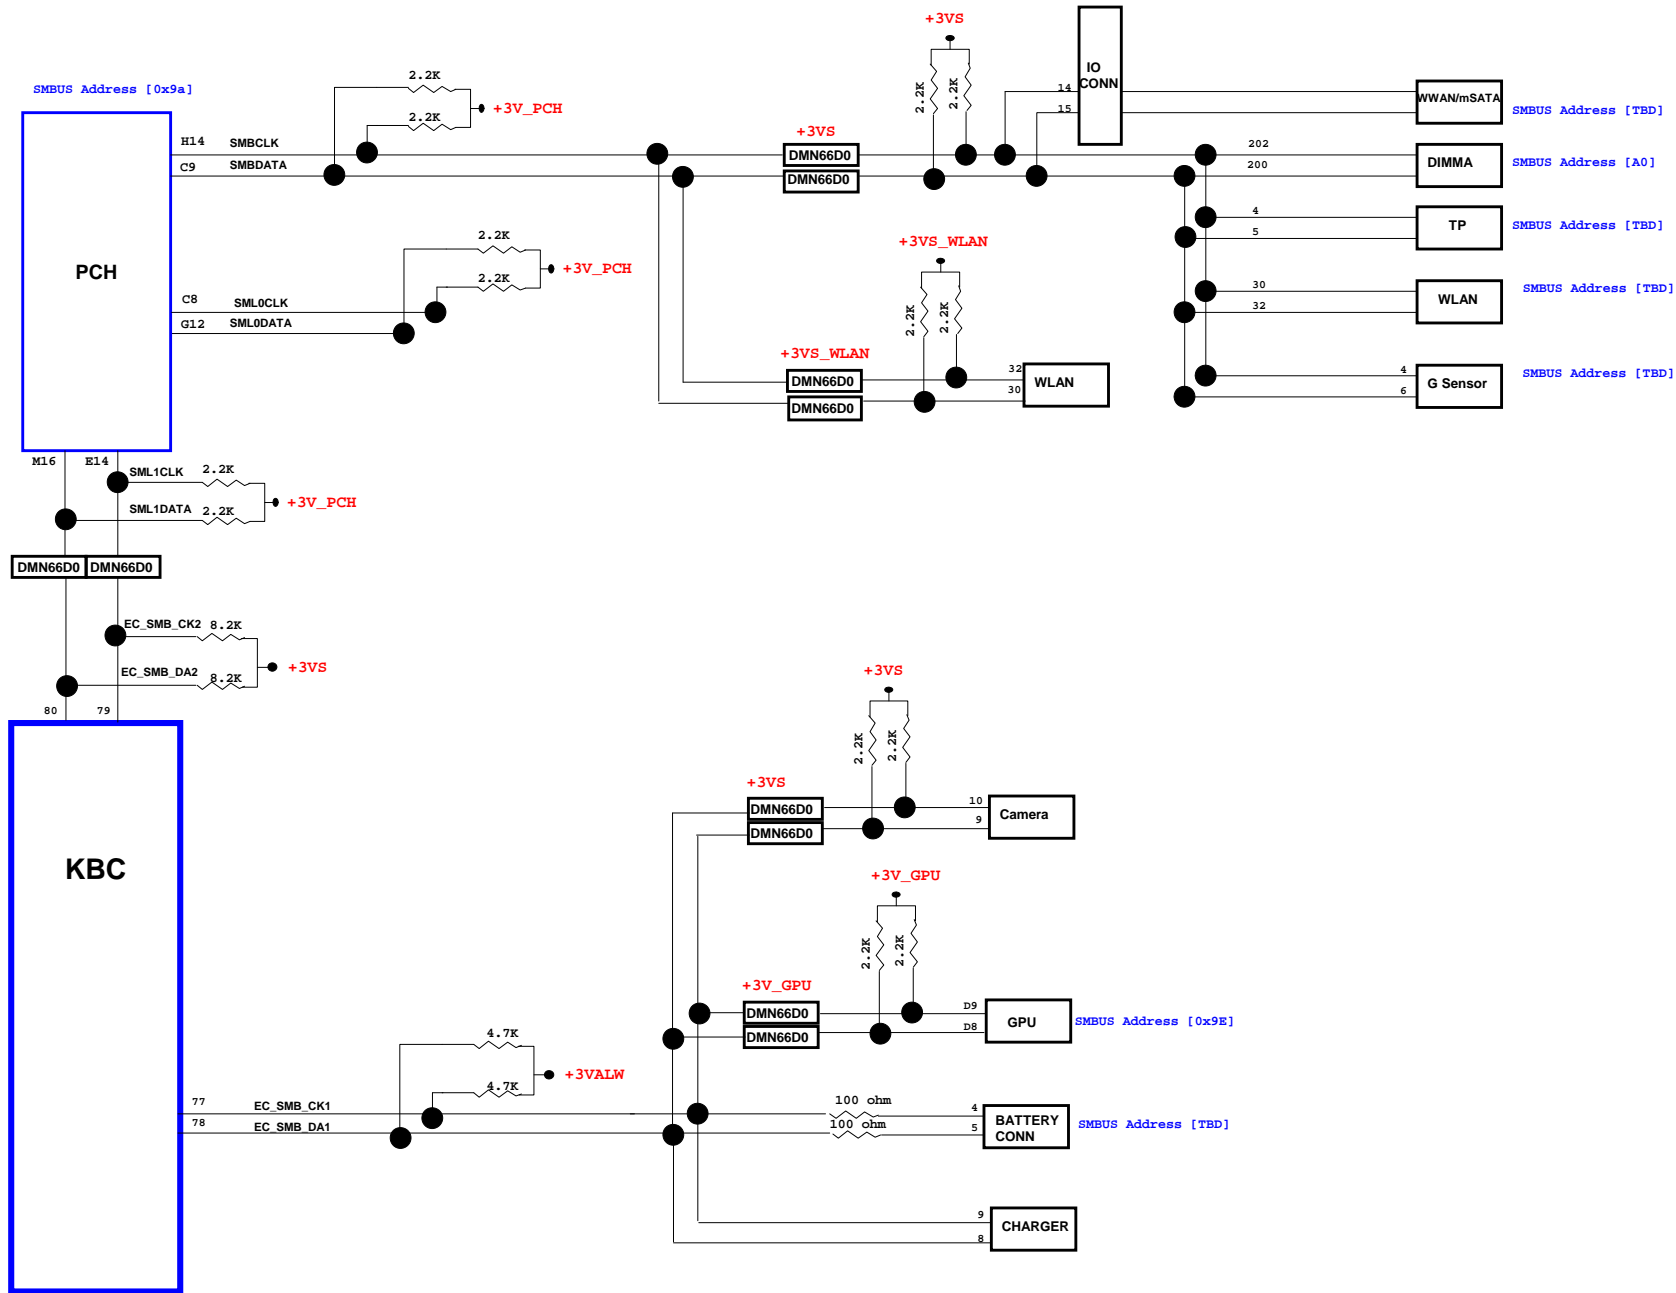 +3VS
SMBUS Address [0x9a]
2.2K
+3V_PCH
2.2K
2.2K
2.2K
IO
CONN
14
15
WWAN/mSATA
SMBUS Address [TBD]
H14
SMBCLK
C9
SMBDATA
+3VS
DMN66D0
DMN66D0
202
200
DIMMA
SMBUS Address [A0]
4
5
TP
SMBUS Address [TBD]
PCH
2.2K
+3V_PCH
2.2K
+3VS_WLAN
2.2K
2.2K
30
32
WLAN
SMBUS Address [TBD]
C8
SML0CLK
G12
SML0DATA
+3VS_WLAN
DMN66D0
DMN66D0
32
30
WLAN
4
6
G Sensor
SMBUS Address [TBD]
M16
E14
SML1CLK
2.2K
+3V_PCH
SML1DATA
2.2K
DMN66D0
DMN66D0
EC_SMB_CK2
8.2K
+3VS
EC_SMB_DA2
8.2K
80
79
KBC
+3VS
2.2K
2.2K
+3VS
DMN66D0
DMN66D0
10
9
Camera
+3V_GPU
2.2K
2.2K
+3V_GPU
DMN66D0
DMN66D0
D9
D8
GPU
SMBUS Address [0x9E]
4.7K
+3VALW
4.7K
77
EC_SMB_CK1
78
EC_SMB_DA1
100 ohm
100 ohm
4
5
BATTERY
CONN
SMBUS Address [TBD]
9
8
CHARGER